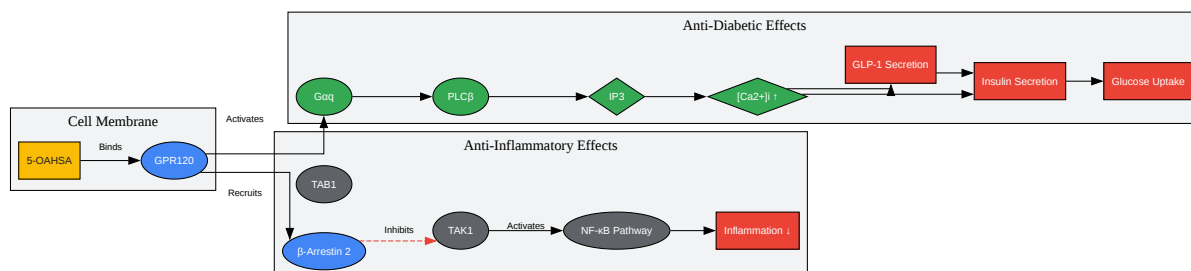 Anti-Diabetic Effects
GLP-1 Secretion
Gαq
PLCβ
IP3
[Ca2+]i ↑
Insulin Secretion
Glucose Uptake
Cell Membrane
Activates
5-OAHSA
Binds
GPR120
Recruits
Anti-Inflammatory Effects
TAB1
β-Arrestin 2
Inhibits
TAK1
Activates
NF-κB Pathway
Inflammation ↓